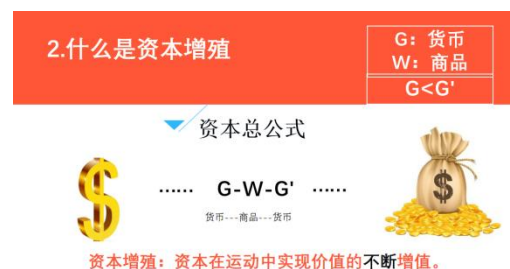 2.什么是资本增殖
G：货币
W：商品
G<G'
资本总公式
…… G-W-G' ……
货币---商品---货币
$
$
资本增殖：资本在运动中实现价值的不断增值。